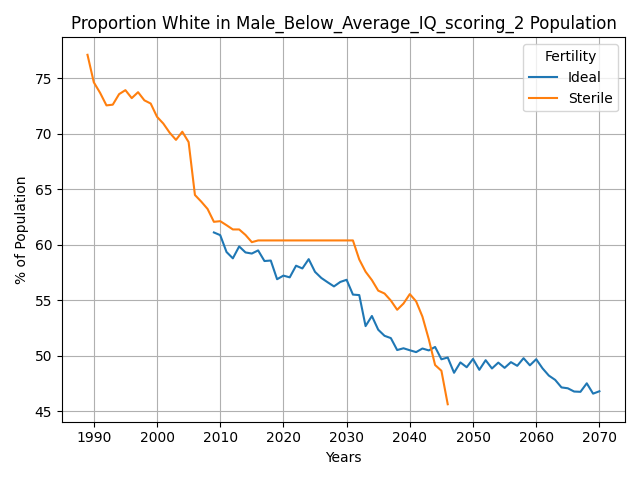 Proportion White in Male_Below_Average_IQ_scoring_2 Population
Fertility
Ideal
Sterile
% of Population
75
70
65
60
55
50
45
1990 2000 2010 2020 2030 2040 2050 2060 2070
Years